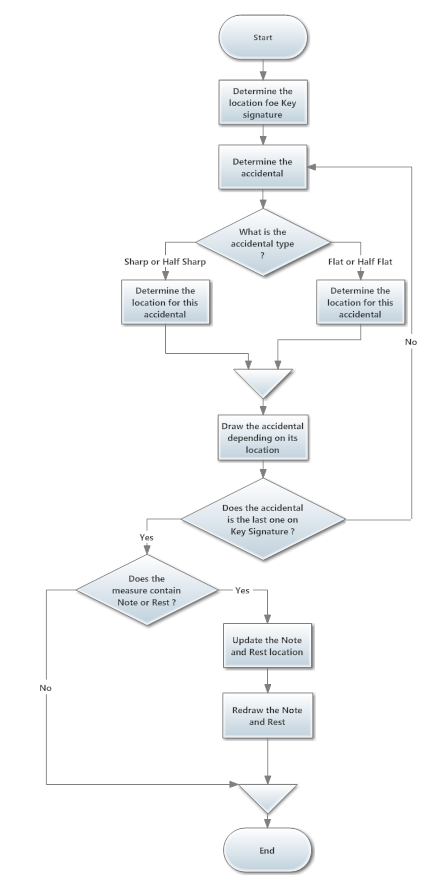 Start
Determine the
location foe Key
signature
Determine the
accidental
What is the
accidental type
?
Sharp or Half Sharp
Flat or Half Flat
Determine the
location for this
accidental
Determine the
location for this
accidental
No
Draw the accidental
depending on its
location
Does the accidental
is the last one on
Key Signature ?
Yes
Does the
measure contain
Note or Rest ?
Yes
Update the Note
and Rest location
No
Redraw the Note
and Rest
End